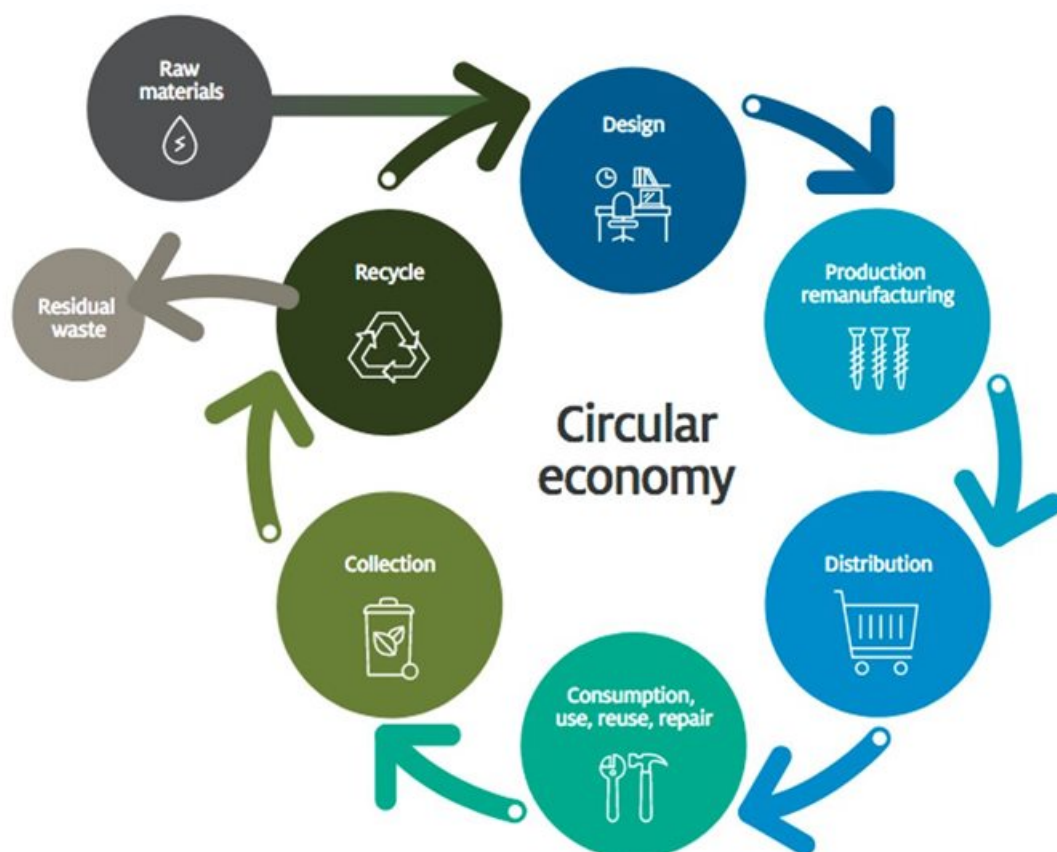 Raw
materials
Design
Production
remanufacturing
Distribution
Consumption,
use, reuse, repair
Collection
Recycle
Residual
waste
Circular
economy